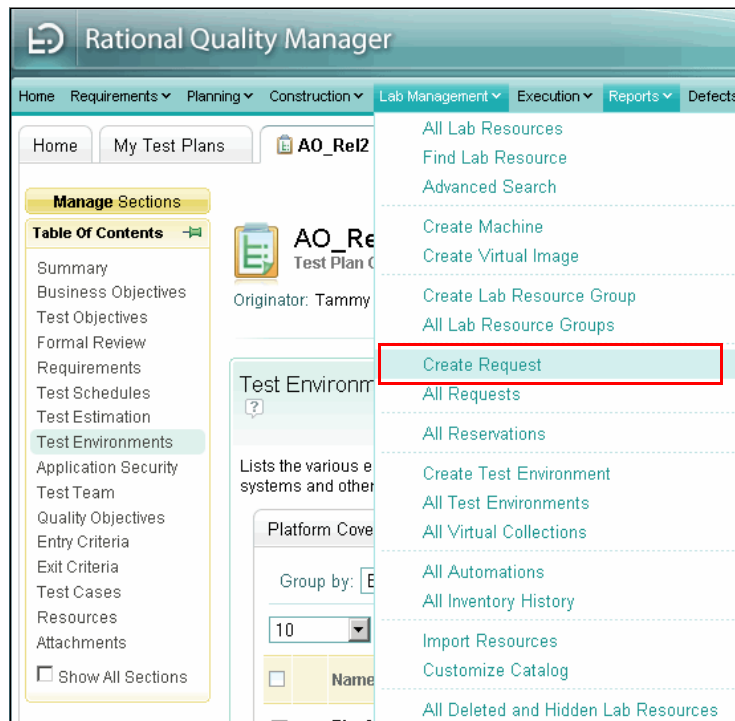 Rational Quality Manager
Home Requirements Planning Construction Lab Management Execution Reports Defects
Home My Test Plans AO_Rel2
Manage Sections
Table Of Contents
Summary
Business Objectives
Test Objectives
Formal Review
Requirements
Test Schedules
Test Estimation
Test Environments
Application Security
Test Team
Quality Objectives
Entry Criteria
Exit Criteria
Test Cases
Resources
Attachments
Show All Sections
AO_Re
Test Plan
Originator: Tammy
Test Environm
?
Lists the various e
systems and other
Platform Cove
Group by:
10
Name
All Lab Resources
Find Lab Resource
Advanced Search
Create Machine
Create Virtual Image
Create Lab Resource Group
All Lab Resource Groups
Create Request
All Requests
All Reservations
Create Test Environment
All Test Environments
All Virtual Collections
All Automations
All Inventory History
Import Resources
Customize Catalog
All Deleted and Hidden Lab Resources